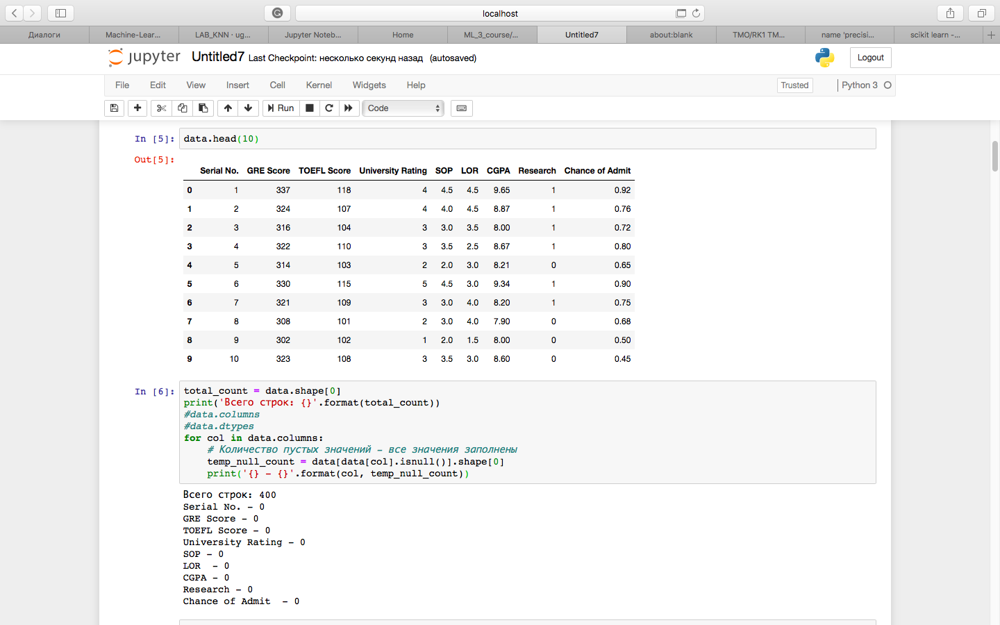 localhost
Диалоги Machine-Lear... LAB_KNN · ug... Jupyter Noteb... Home ML_3_course/... Untitled7 about:blank TMO/RK1 TM... name 'precisi... scikit learn -...
jupyter Untitled7 Last Checkpoint: несколько секунд назад (autosaved) Logout
File Edit View Insert Cell Kernel Widgets Help Trusted Python 3
Run Code
In [5]: data.head(10)
Out[5]:
Serial No. GRE Score TOEFL Score University Rating SOP LOR CGPA Research Chance of Admit
0 1 337 118 4 4.5 4.5 9.65 1 0.92
1 2 324 107 4 4.0 4.5 8.87 1 0.76
2 3 316 104 3 3.0 3.5 8.00 1 0.72
3 4 322 110 3 3.5 2.5 8.67 1 0.80
4 5 314 103 2 2.0 3.0 8.21 0 0.65
5 6 330 115 5 4.5 3.0 9.34 1 0.90
6 7 321 109 3 3.0 4.0 8.20 1 0.75
7 8 308 101 2 3.0 4.0 7.90 0 0.68
8 9 302 102 1 2.0 1.5 8.00 0 0.50
9 10 323 108 3 3.5 3.0 8.60 0 0.45
In [6]: total_count = data.shape[0]
print('Всего строк: {}'.format(total_count))
#data.columns
#data.dtypes
for col in data.columns:
# Количество пустых значений - все значения заполнены
temp_null_count = data[data[col].isnull()].shape[0]
print('{} - {}'.format(col, temp_null_count))
Всего строк: 400
Serial No. - 0
GRE Score - 0
TOEFL Score - 0
University Rating - 0
SOP - 0
LOR  - 0
CGPA - 0
Research - 0
Chance of Admit  - 0